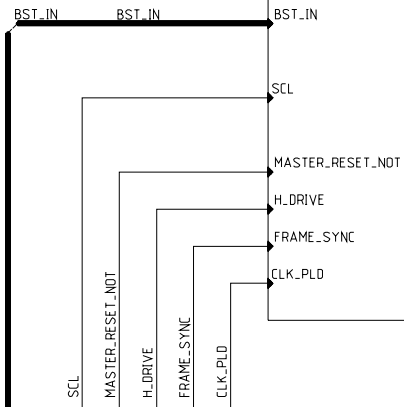 BST_IN BST_IN BST_IN
SCL
MASTER_RESET_NOT
H_DRIVE
FRAME_SYNC
CLK_PLD
SCL
MASTER_RESET_NOT
H_DRIVE
FRAME_SYNC
CLK_PLD